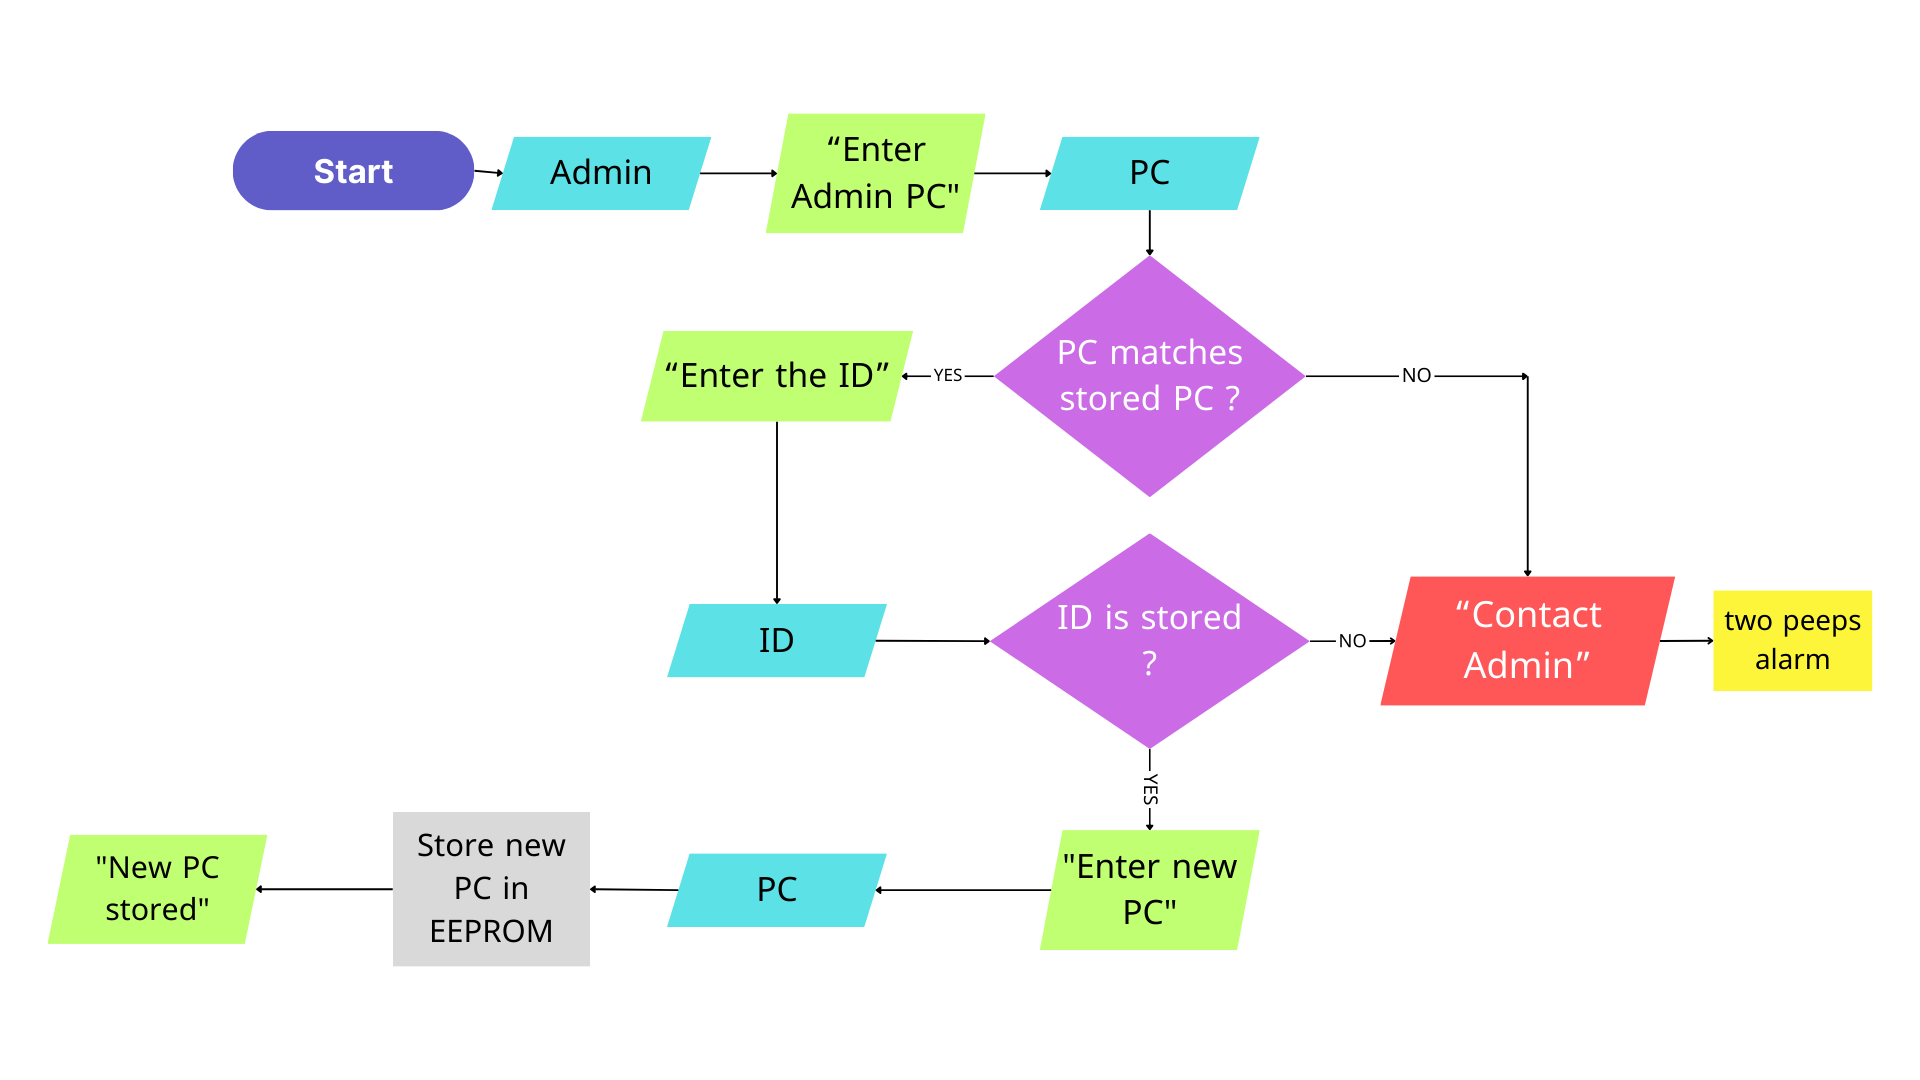 Start
Admin
“Enter
Admin PC"
PC
PC matches
stored PC ?
YES
NO
“Enter the ID”
ID
ID is stored
?
NO
“Contact
Admin”
two peeps
alarm
YES
"Enter new
PC"
PC
Store new
PC in
EEPROM
"New PC
stored"